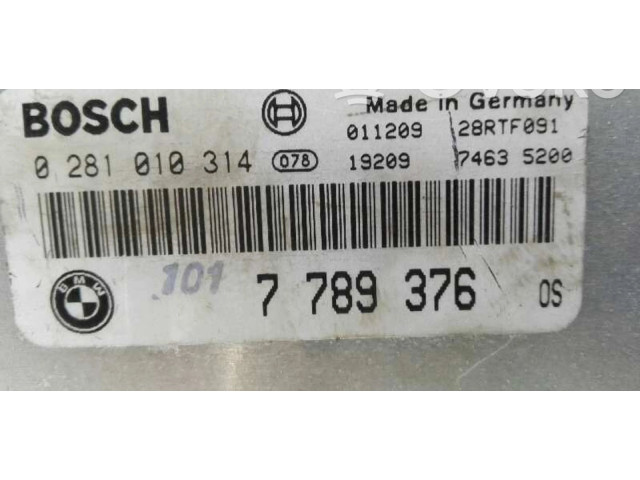 BOSCH
Made in Germany
011209 28RTF091
0 281 010 314 078 19209 7463 5200
BMW
101 7 789 376 OS